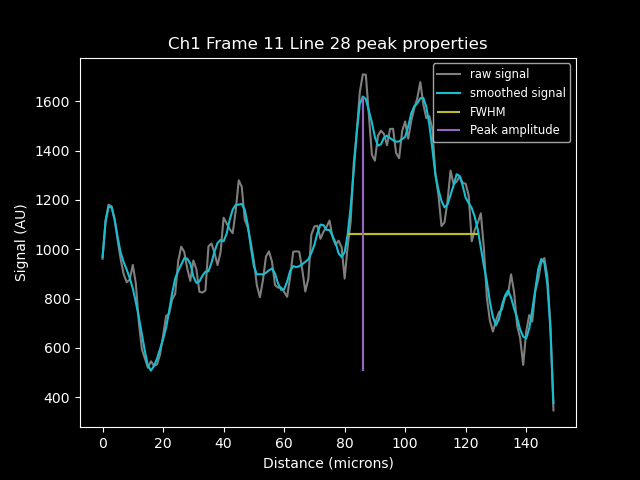 Ch1 Frame 11 Line 28 peak properties
raw signal
smoothed signal
FWHM
Peak amplitude
Signal (AU)
1600
1400
1200
1000
800
600
400
0 20 40 60 80 100 120 140
Distance (microns)